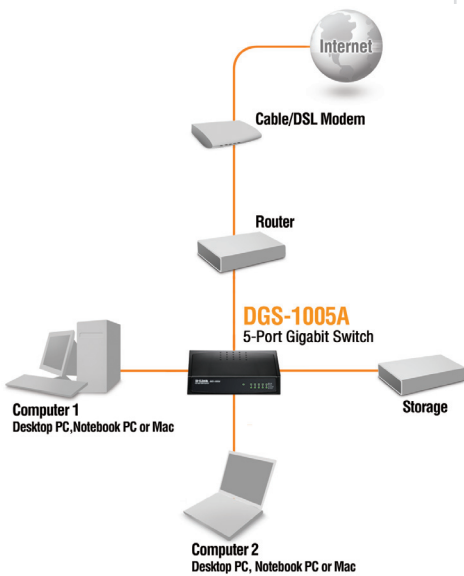 Internet
Cable/DSL Modem
Router
DGS-1005A
5-Port Gigabit Switch
D-Link
Computer 1
Desktop PC,Notebook PC or Mac
Storage
Computer 2
Desktop PC, Notebook PC or Mac